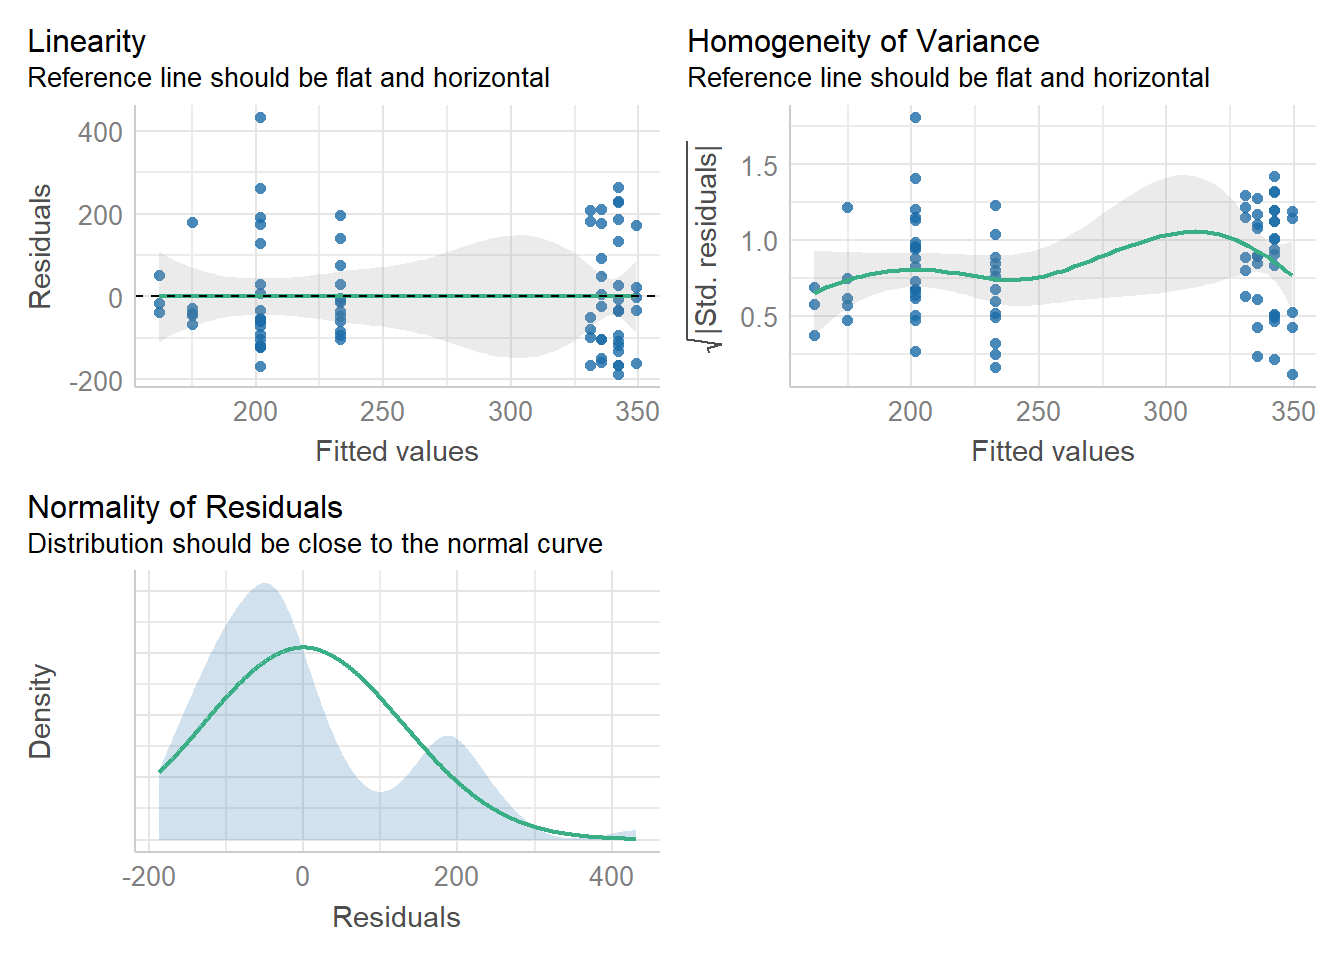 Linearity
Reference line should be flat and horizontal
Residuals
400
200
0
-200
200
250
300
350
Fitted values
Homogeneity of Variance
Reference line should be flat and horizontal
√|Std. residuals|
1.5
1.0
0.5
200
250
300
350
Fitted values
Normality of Residuals
Distribution should be close to the normal curve
Density
-200
0
200
400
Residuals